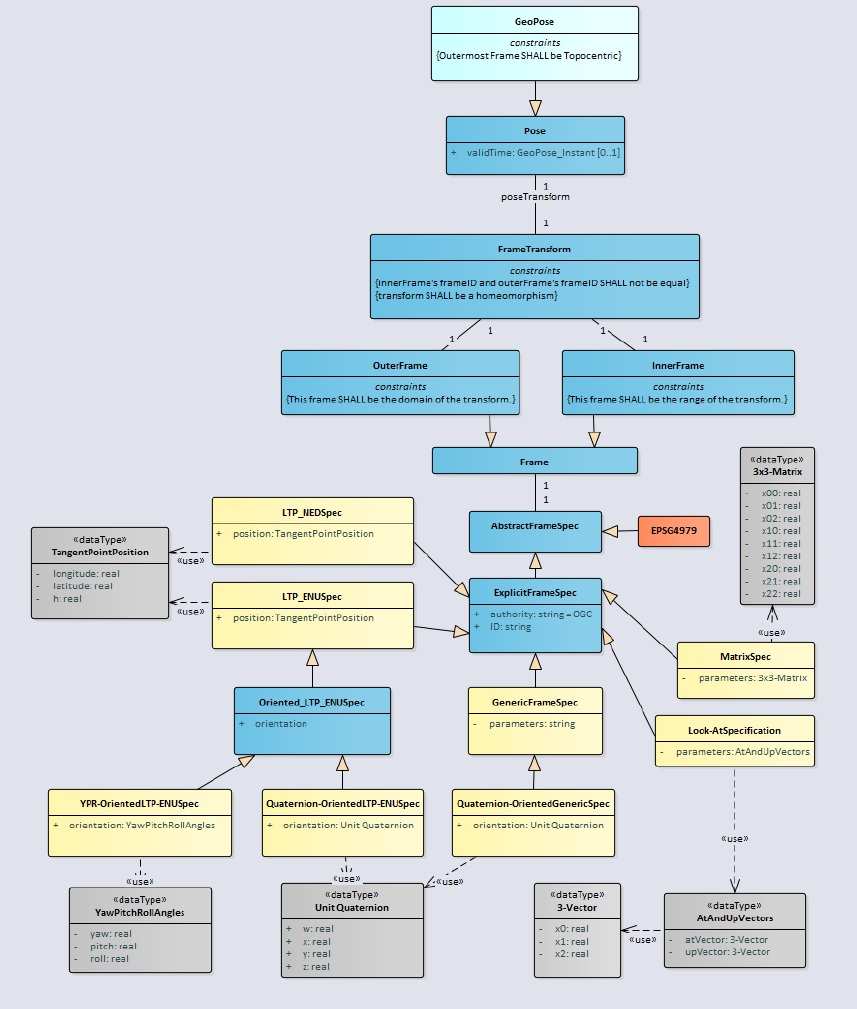 GeoPose
constraints
{Outermost Frame SHALL be Topocentric}
Pose
+ validTime: GeoPose_Instant [0..1]
1
poseTransform
1
FrameTransform
constraints
{innerFrame's frameID and outerFrame's frameID SHALL not be equal}
{transform SHALL be a homeomorphism}
1
1
1
1
OuterFrame
constraints
{This frame SHALL be the domain of the transform.}
InnerFrame
constraints
{This frame SHALL be the range of the transform.}
Frame
1
1
«dataType»
3x3-Matrix
- x00: real
- x01: real
- x02: real
- x10: real
- x11: real
- x12: real
- x20: real
- x21: real
- x22: real
LTP_NEDSpec
+ position: TangentPointPosition
AbstractFrameSpec
EPSG4979
«dataType»
TangentPointPosition
- longitude: real
- latitude: real
- h: real
«use»
«use»
LTP_ENUSpec
+ position: TangentPointPosition
ExplicitFrameSpec
+ authority: string = OGC
+ ID: string
«use»
MatrixSpec
- parameters: 3x3-Matrix
Oriented_LTP_ENUSpec
+ orientation
GenericFrameSpec
- parameters: string
Look-AtSpecification
- parameters: AtAndUpVectors
YPR-OrientedLTP-ENUSpec
+ orientation: YawPitchRollAngles
Quaternion-OrientedLTP-ENUSpec
+ orientation: Unit Quaternion
Quaternion-OrientedGenericSpec
+ orientation: Unit Quaternion
«use»
«use»
«use»
«use»
«dataType»
YawPitchRollAngles
- yaw: real
- pitch: real
- roll: real
«dataType»
Unit Quaternion
+ w: real
+ x: real
+ y: real
+ z: real
«dataType»
3-Vector
- x0: real
- x1: real
- x2: real
«use»
«dataType»
AtAndUpVectors
- atVector: 3-Vector
- upVector: 3-Vector